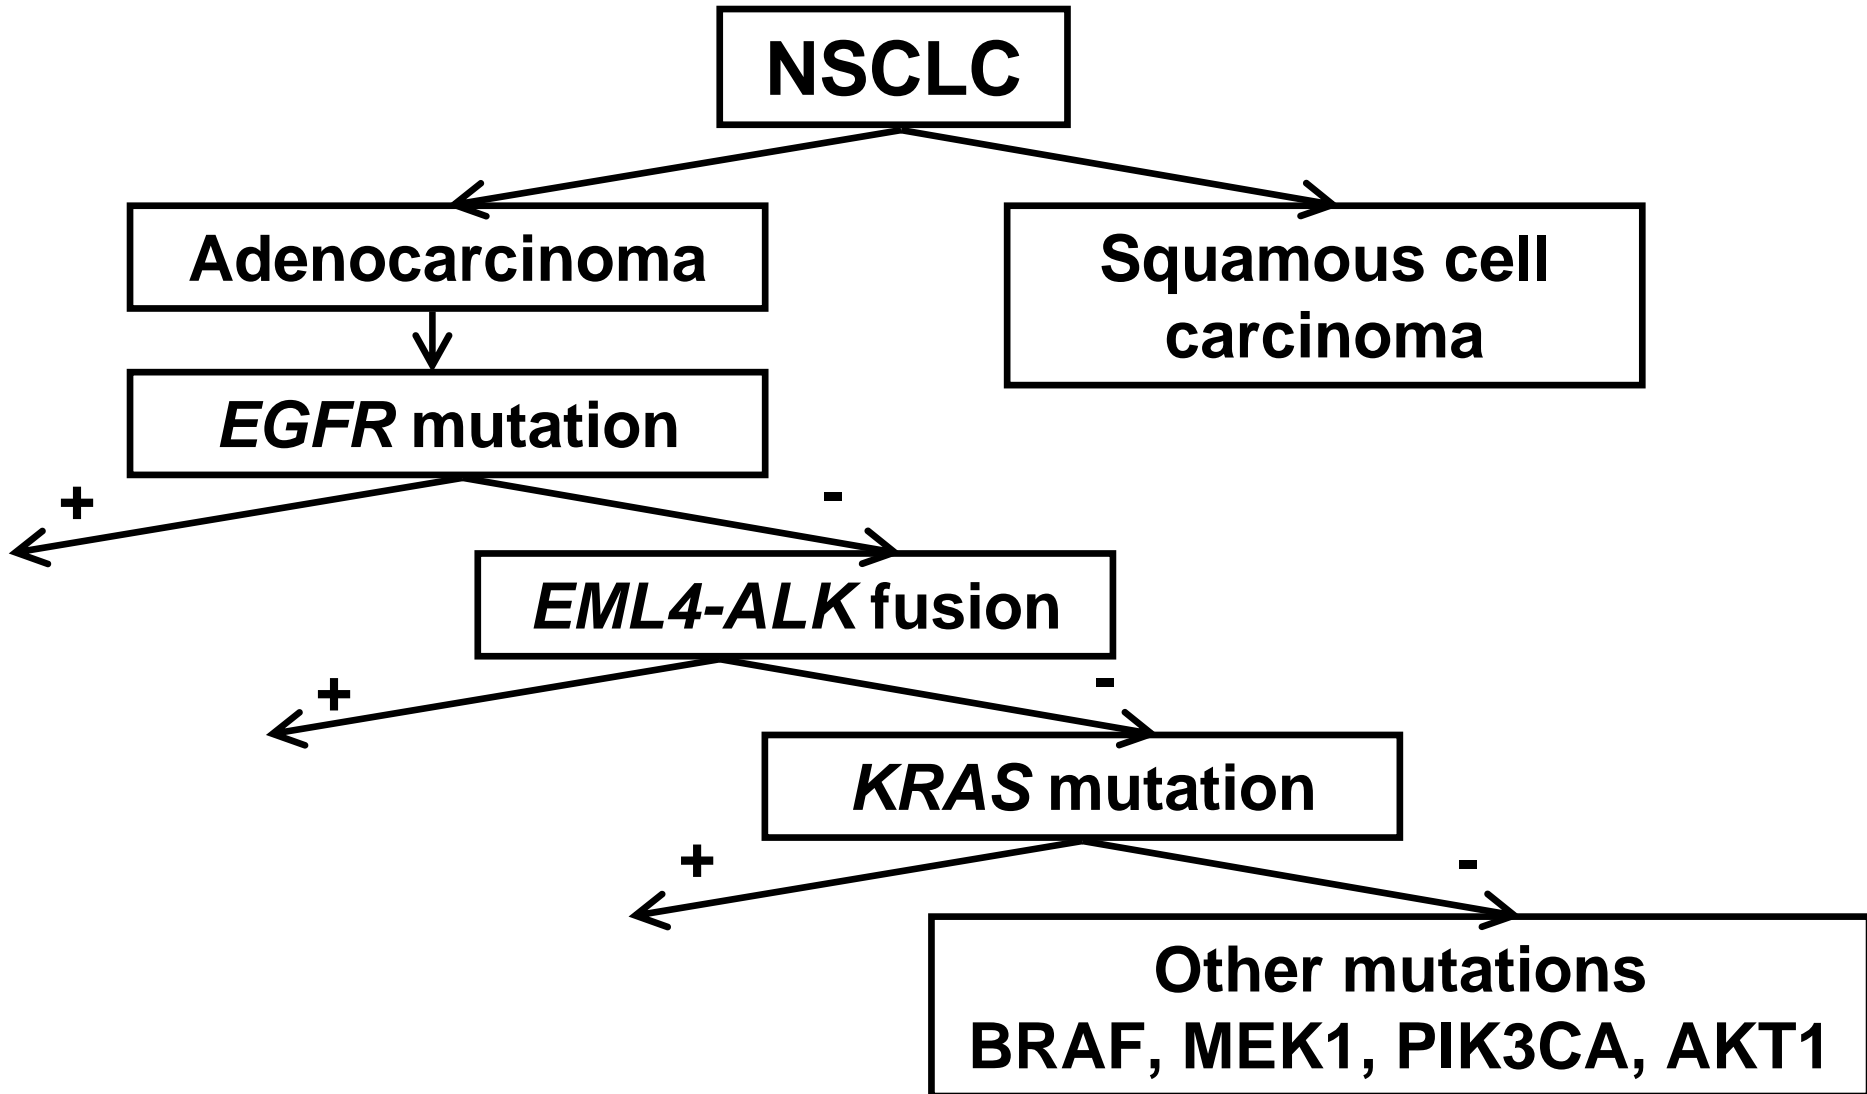 NSCLC
Adenocarcinoma
Squamous cell
carcinoma
EGFR mutation
+
-
EML4-ALK fusion
+
-
KRAS mutation
+
-
Other mutations
BRAF, MEK1, PIK3CA, AKT1